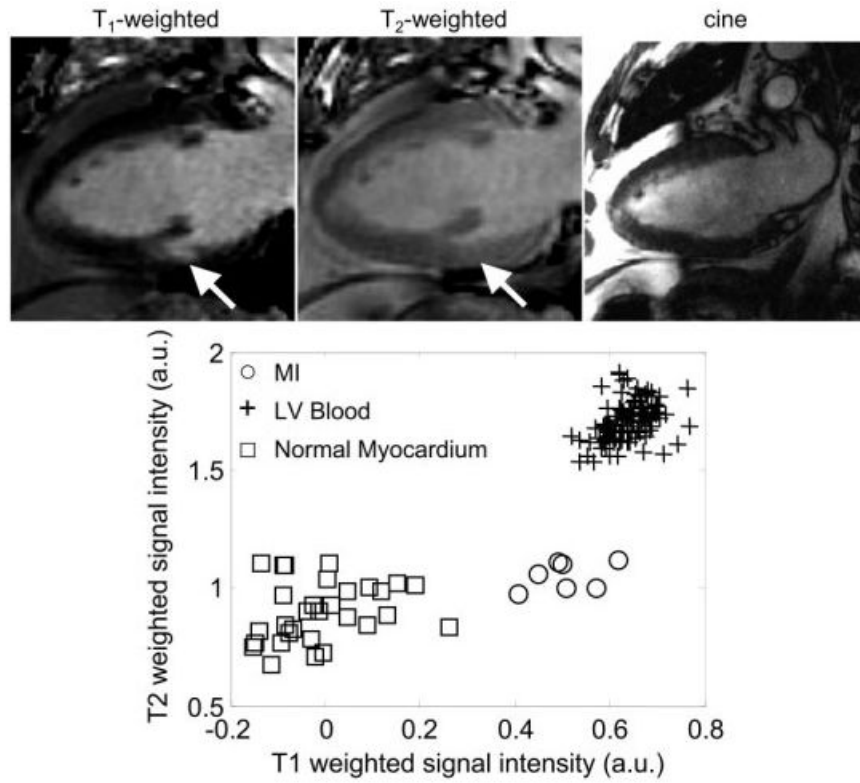 T₁-weighted
T₂-weighted
cine
T2 weighted signal intensity (a.u.)
2
1.5
1
0.5
MI
LV Blood
Normal Myocardium
-0.2
0
0.2
0.4
0.6
0.8
T1 weighted signal intensity (a.u.)